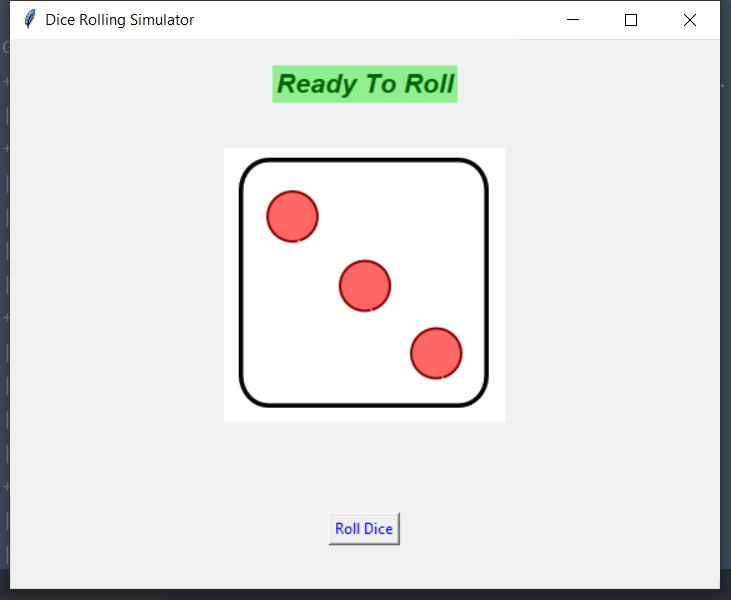 Dice Rolling Simulator
Ready To Roll
Roll Dice